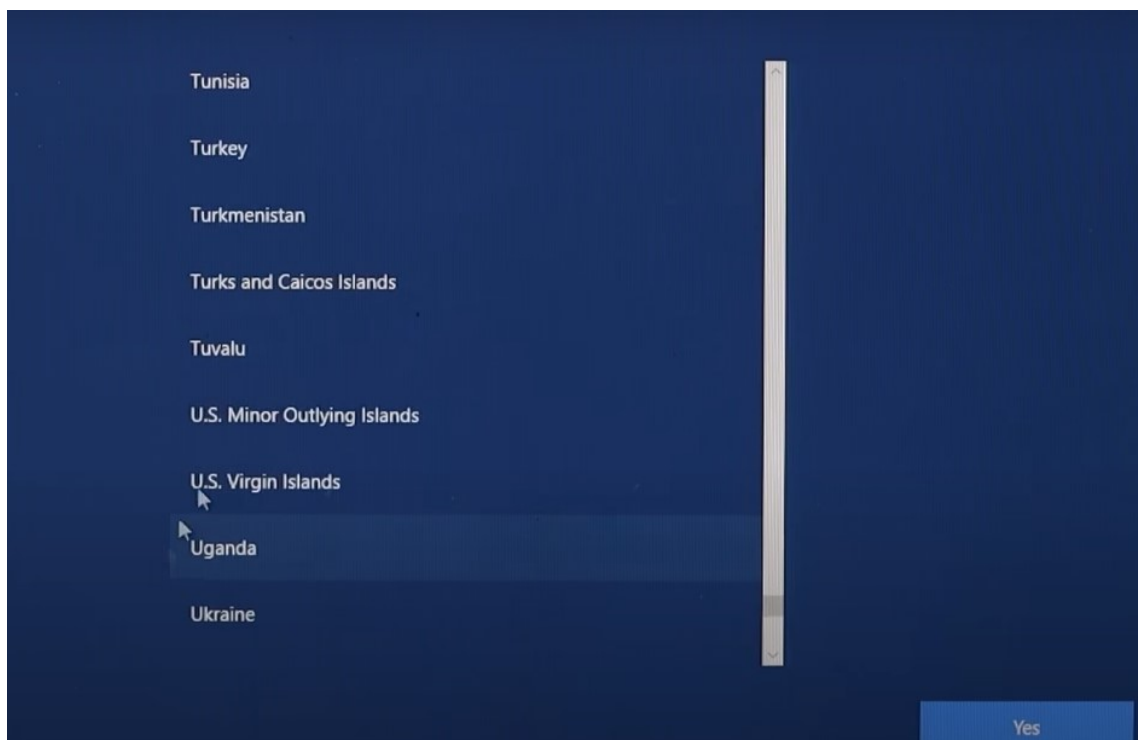 Tunisia
Turkey
Turkmenistan
Turks and Caicos Islands
Tuvalu
U.S. Minor Outlying Islands
U.S. Virgin Islands
Uganda
Ukraine
Yes